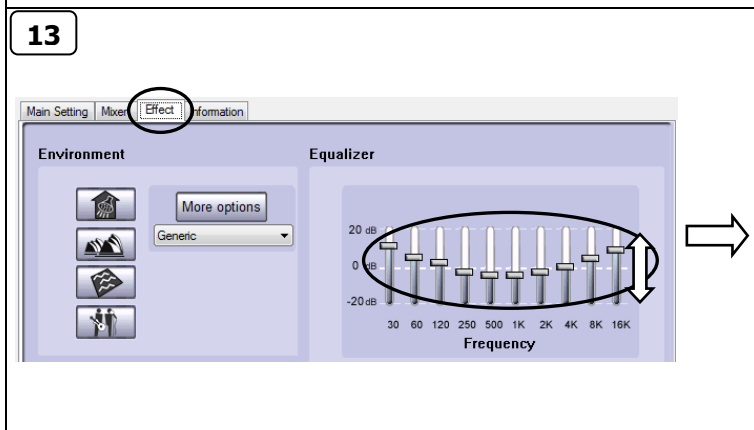 13
Main Setting Mixer Effect Information
Environment Equalizer
More options
Generic
20 dB
0 dB
-20 dB
30 60 120 250 500 1K 2K 4K 8K 16K
Frequency